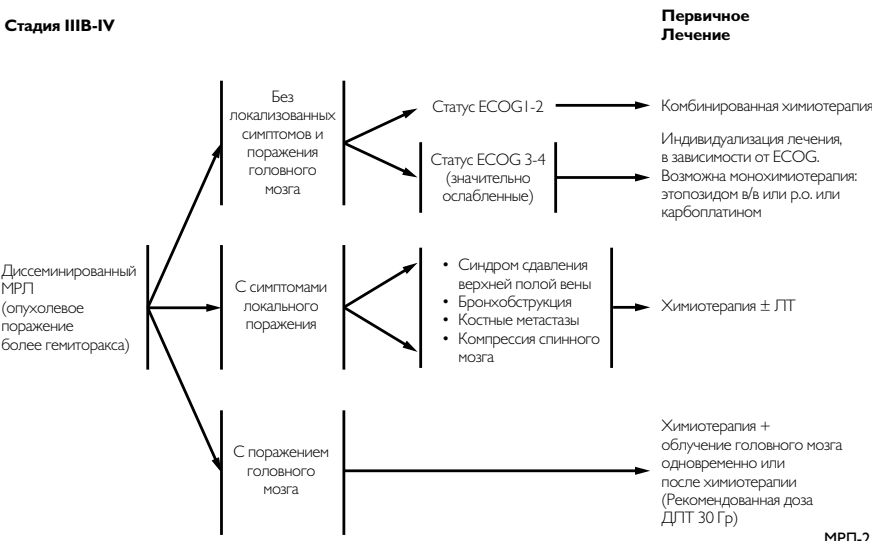 Стадия IIIB-IV
Первичное
Лечение
Диссеминированный
МРЛ
(опухолевое
поражение
более гемиторакса)
Без
локализованных
симптомов и
поражения
головного
мозга
Статус ECOG1-2
Комбинированная химиотерапия
Статус ECOG 3-4
(значительно
ослабленные)
Индивидуализация лечения,
в зависимости от ECOG.
Возможна монохимиотерапия:
этопозидом в/в или p.o. или
карбоплатином
С симптомами
локального
поражения
• Синдром сдавления
верхней полой вены
• Бронхобструкция
• Костные метастазы
• Компрессия спинного
мозга
Химиотерапия ± ЛТ
С поражением
головного
мозга
Химиотерапия +
облучение головного мозга
одновременно или
после химиотерапии
(Рекомендованная доза
ДЛТ 30 Гр)
МРЛ-2